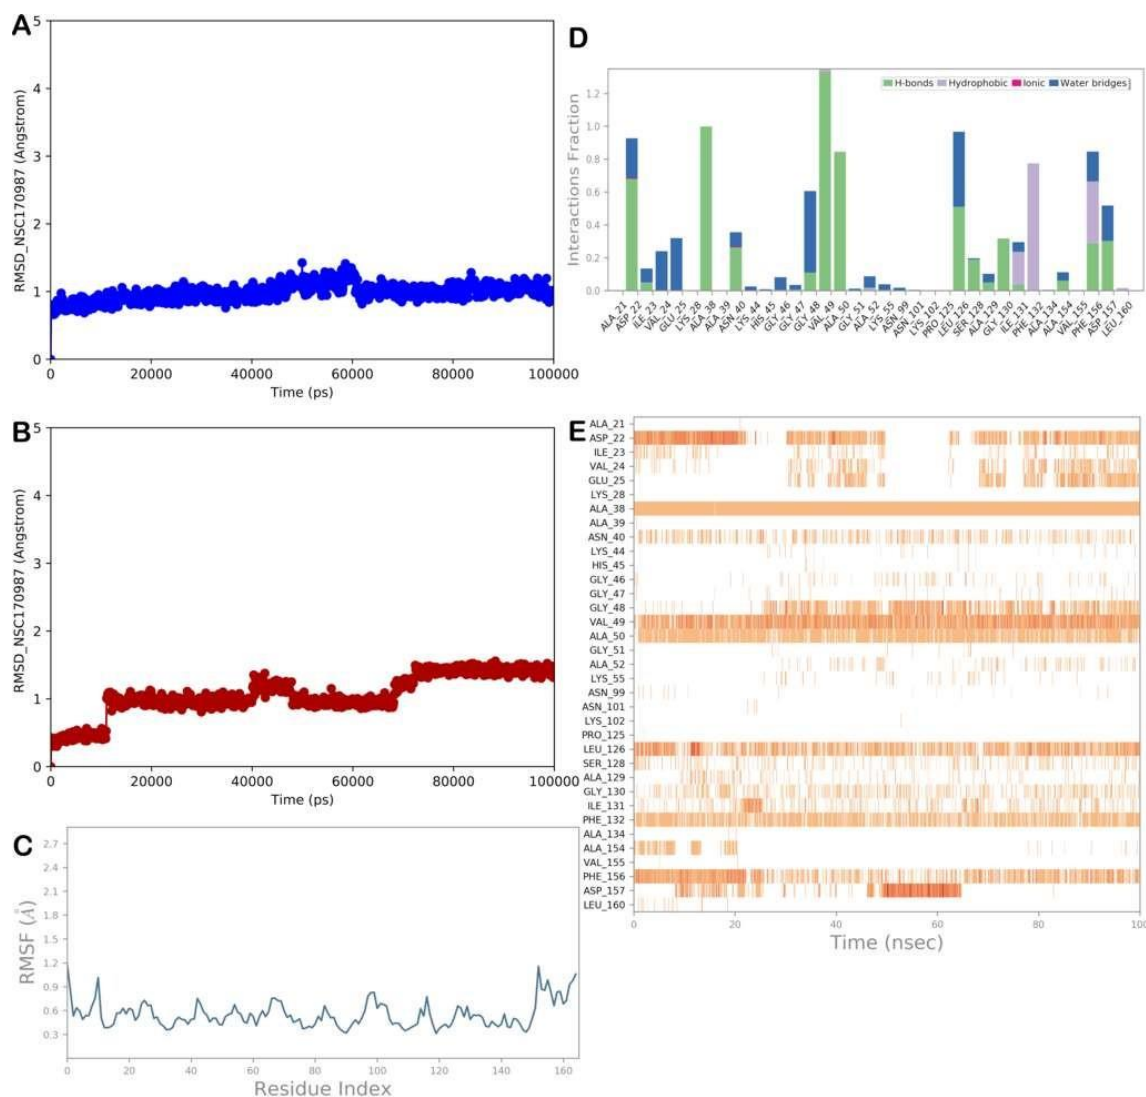 A
5
4
3
2
1
0
RMSD_NSC170987 (Angstrom)
0 20000 40000 60000 80000 100000
Time (ps)
B
5
4
3
2
1
0
RMSD_NSC170987 (Angstrom)
0 20000 40000 60000 80000 100000
Time (ps)
C
2.7
2.4
2.1
1.8
1.5
1.2
0.9
0.6
0.3
RMSF (Å)
0 20 40 60 80 100 120 140 160
Residue Index
D
H-bonds Hydrophobic Ionic Water bridges
1.2
1.0
0.8
0.6
0.4
0.2
0.0
Interactions Fraction
ALA_21 ASP_22 ILE_23 VAL_24 GLU_25 LYS_28 ALA_38 ALA_39 ASN_40 LYS_44 HIS_45 GLY_46 GLY_47 GLY_48 VAL_49 ALA_50 GLY_51 ALA_52 LYS_55 ASN_99 ASN_101 LYS_102 PRO_125 LEU_126 SER_128 ALA_129 GLY_130 ILE_131 PHE_132 ALA_134 ALA_154 VAL_155 PHE_156 ASP_157 LEU_160
E
ALA_21
ASP_22
ILE_23
VAL_24
GLU_25
LYS_28
ALA_38
ALA_39
ASN_40
LYS_44
HIS_45
GLY_46
GLY_47
GLY_48
VAL_49
ALA_50
GLY_51
ALA_52
LYS_55
ASN_99
ASN_101
LYS_102
PRO_125
LEU_126
SER_128
ALA_129
GLY_130
ILE_131
PHE_132
ALA_134
ALA_154
VAL_155
PHE_156
ASP_157
LEU_160
0 20 40 60 80 100
Time (nsec)